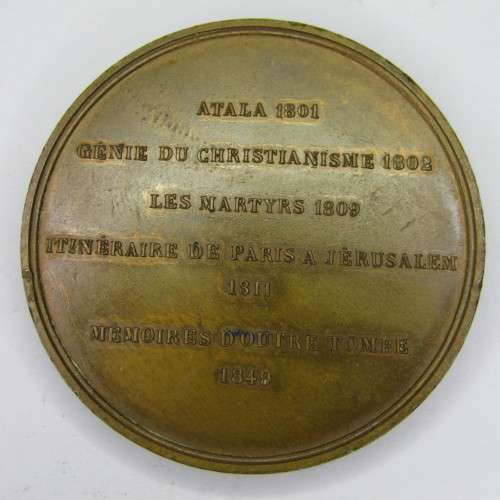 ATALA 1801
GÉNIE DU CHRISTIANISME 1802
LES MARTYRS 1809
ITINÉRAIRE DE PARIS A JÉRUSALEM
1811
MÉMOIRES D'OUTRE TOMBE
1849